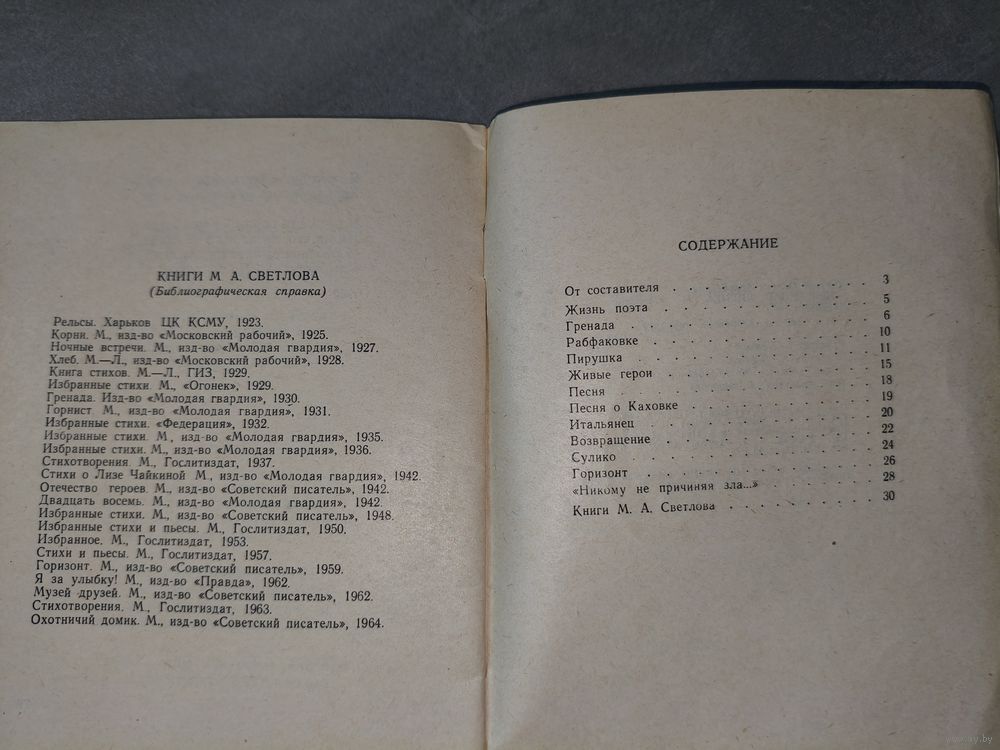 КНИГИ М А. СВЕТЛОВА
(Библиографическая справка)
Рельсы. Харьков ЦК КСМУ, 1923.
Корни. М., изд-во «Московский рабочий», 1925.
Ночные встречи. М., изд-во «Молодая гвардия», 1927.
Хлеб. М.—Л., изд-во «Московский рабочий», 1928.
Книга стихов. М.—Л., ГИЗ, 1929.
Избранные стихи. М., «Огонек», 1929.
Гренада. Изд-во «Молодая гвардия», 1930.
Горнист. М., изд-во «Молодая гвардия», 1931.
Избранные стихи. «Федерация», 1932.
Избранные стихи. М., изд-во «Молодая гвардия», 1935.
Избранные стихи. М., изд-во «Молодая гвардия», 1936.
Стихотворения. М., Гослитиздат, 1937.
Стихи о Лизе Чайкиной М., изд-во «Молодая гвардия», 1942.
Отечество героев. М., изд-во «Советский писатель», 1942.
Двадцать восемь. М., изд-во «Молодая гвардия», 1942.
Избранные стихи. М., изд-во «Советский писатель», 1948.
Избранные стихи и пьесы. М., Гослитиздат, 1950.
Избранное. М., Гослитиздат, 1953.
Стихи и пьесы. М., Гослитиздат, 1957.
Горизонт. М., изд-во «Советский писатель», 1959.
Я за улыбку! М., изд-во «Правда», 1962.
Музей друзей. М., изд-во «Советский писатель», 1962.
Стихотворения. М., Гослитиздат, 1963.
Охотничий домик. М., изд-во «Советский писатель», 1964.
СОДЕРЖАНИЕ
От составителя . . . . . . . . . . . 3
Жизнь поэта . . . . . . . . . . . 5
Гренада . . . . . . . . . . . . 6
Рабфаковке . . . . . . . . . . . 10
Пирушка . . . . . . . . . . . . 11
Живые герои . . . . . . . . . . . 15
Песня . . . . . . . . . . . . 18
Песня о Каховке . . . . . . . . . . 19
Итальянец . . . . . . . . . . . 20
Возвращение . . . . . . . . . . . 22
Сулико . . . . . . . . . . . . 24
Горизонт . . . . . . . . . . . . 26
«Никому не причиняя зла...» . . . . . . . 28
Книги М. А. Светлова . . . . . . . . . 30